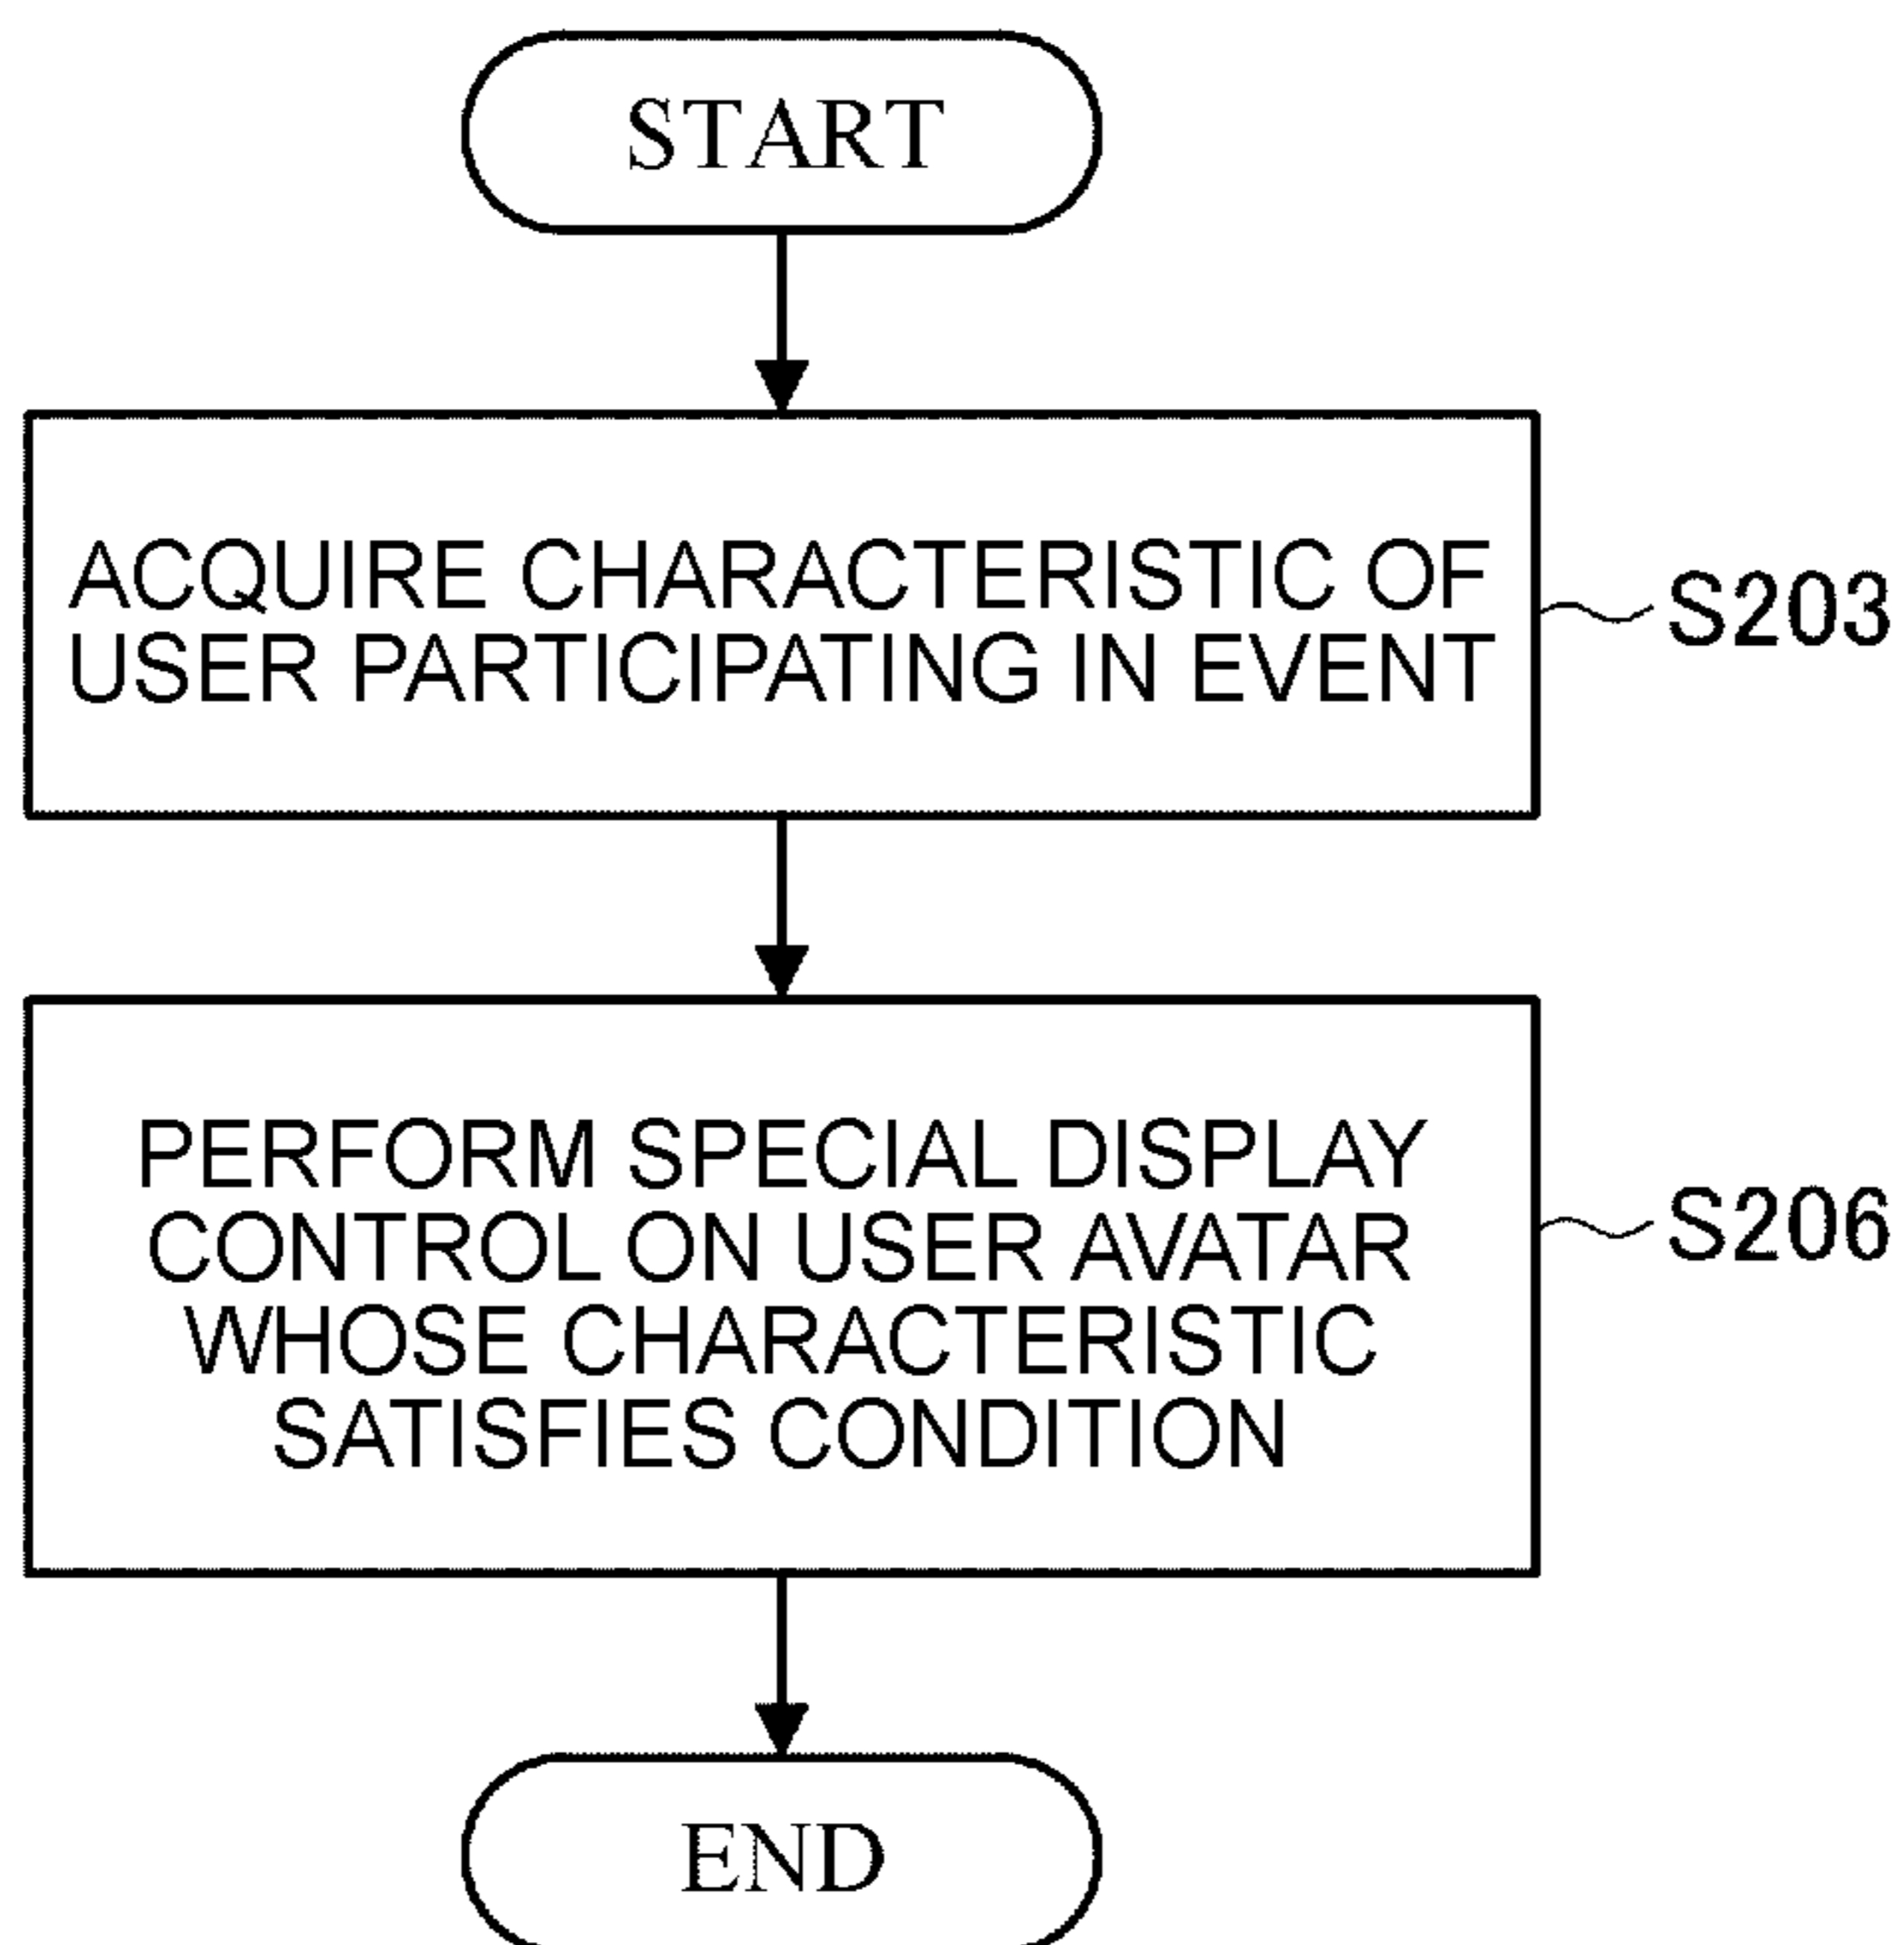 START
ACQUIRE CHARACTERISTIC OF
USER PARTICIPATING IN EVENT
S203
PERFORM SPECIAL DISPLAY
CONTROL ON USER AVATAR
WHOSE CHARACTERISTIC
SATISFIES CONDITION
S206
END